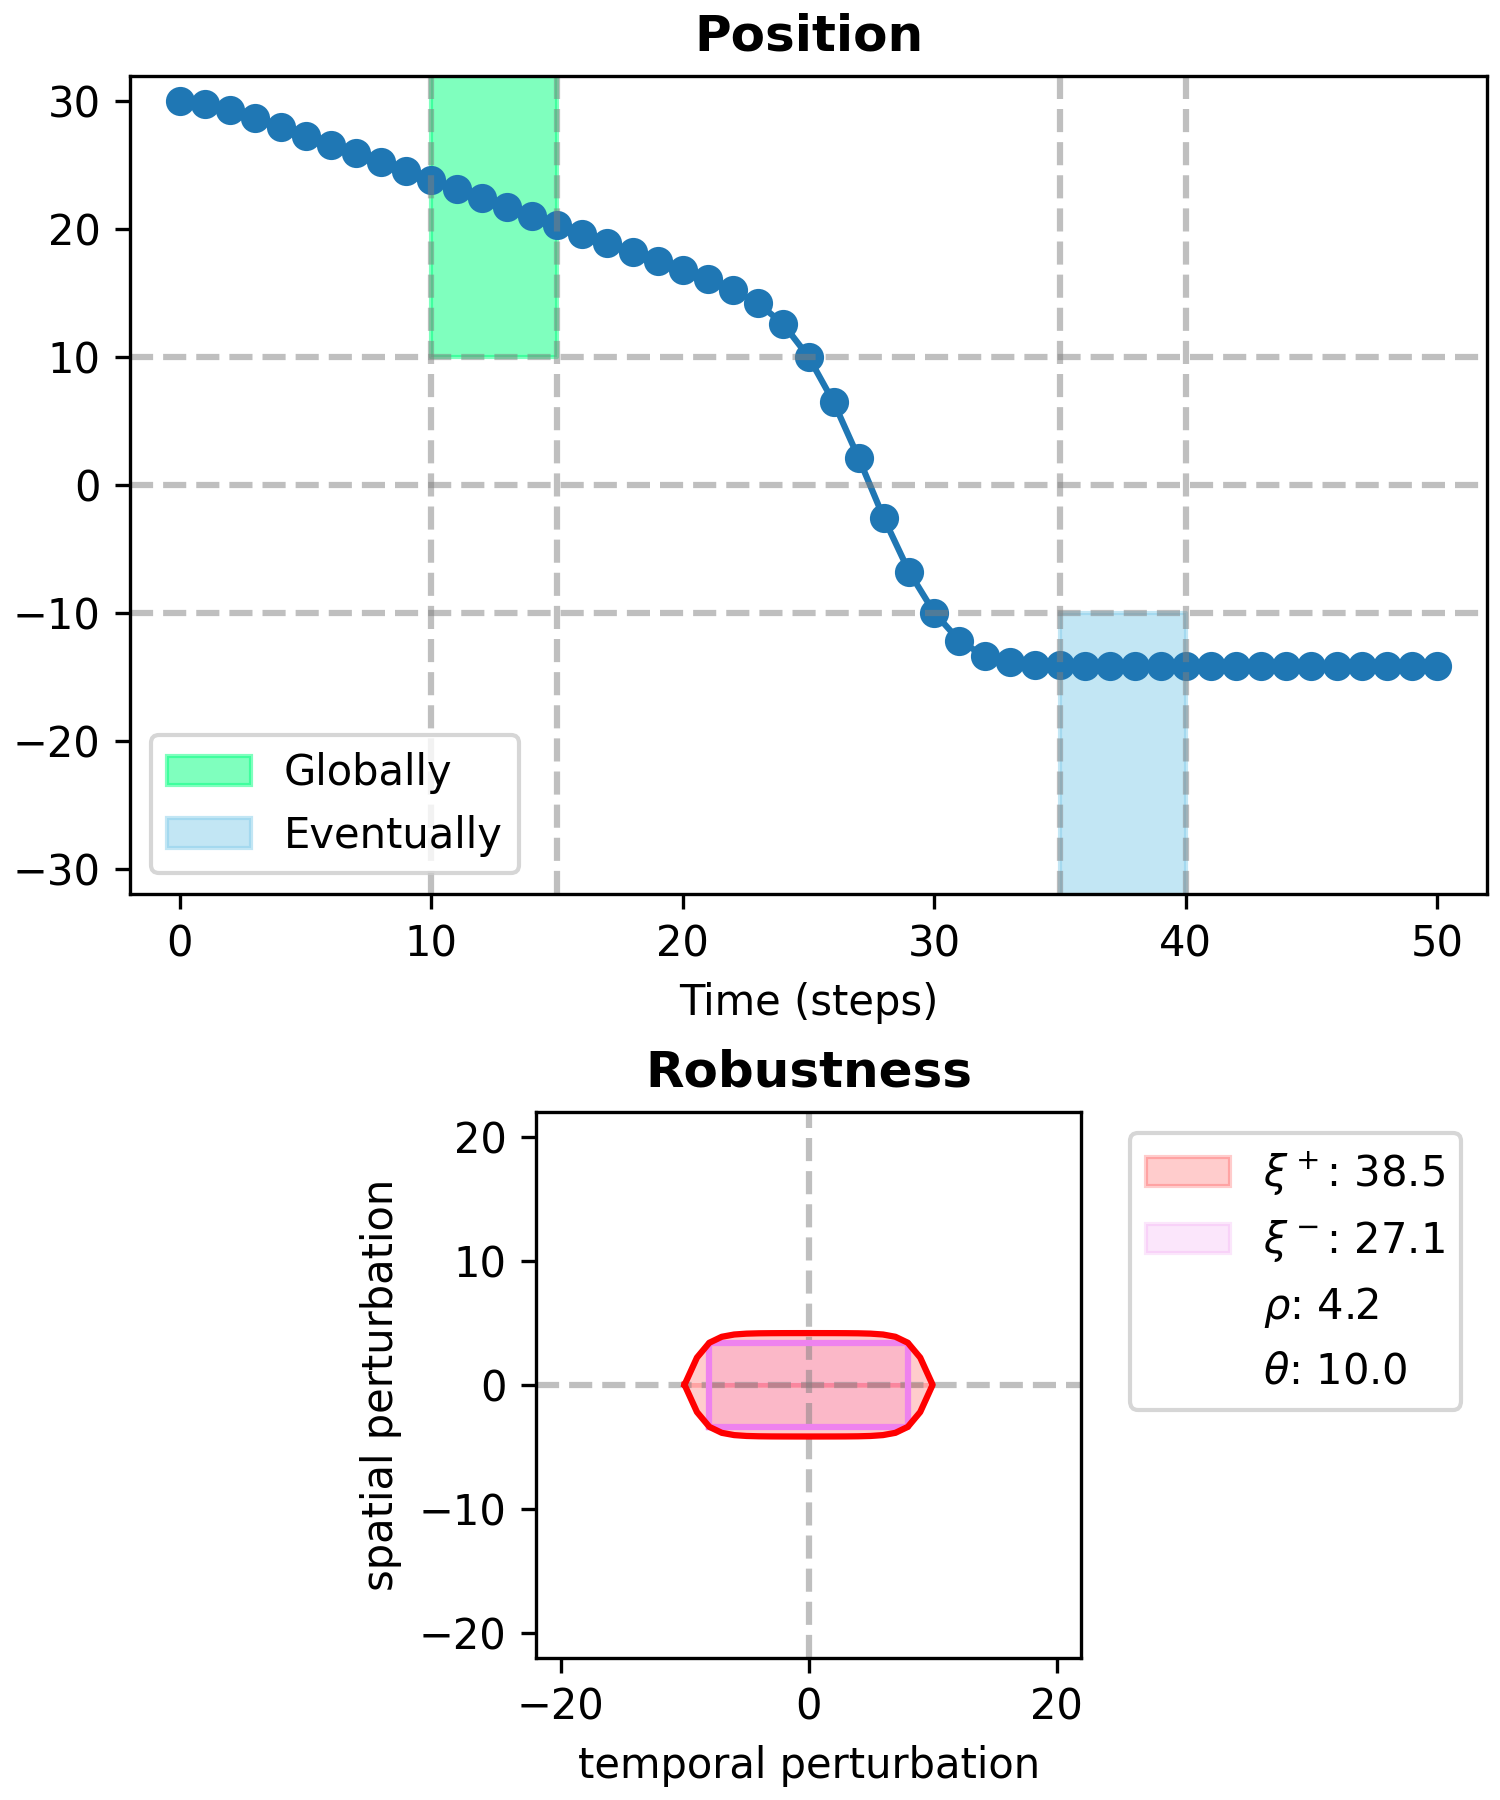 Position
30
20
10
0
−10
−20
−30
Globally
Eventually
0 10 20 30 40 50
Time (steps)
Robustness
20
10
0
−10
−20
spatial perturbation
−20 0 20
temporal perturbation
ξ⁺: 38.5
ξ⁻: 27.1
ρ: 4.2
θ: 10.0